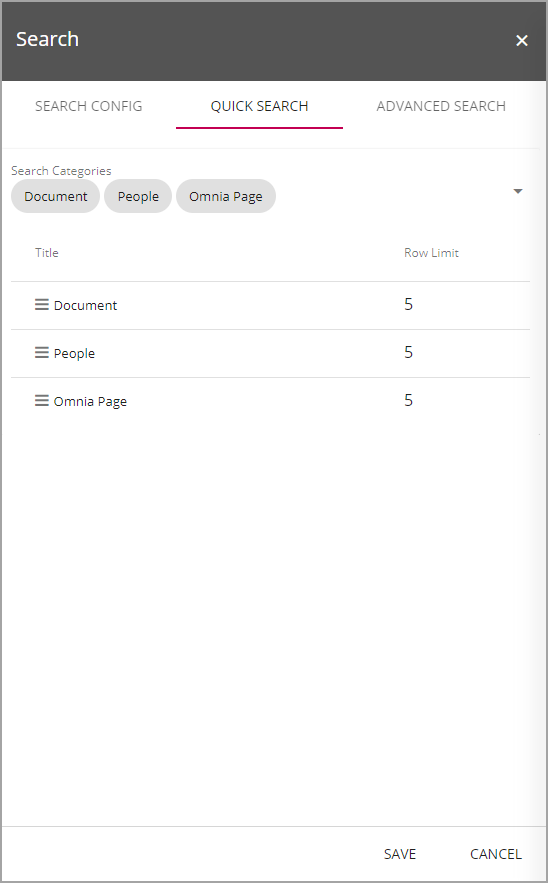 Search
SEARCH CONFIG QUICK SEARCH ADVANCED SEARCH
Search Categories
Document People Omnia Page
Title Row Limit
Document 5
People 5
Omnia Page 5
SAVE CANCEL